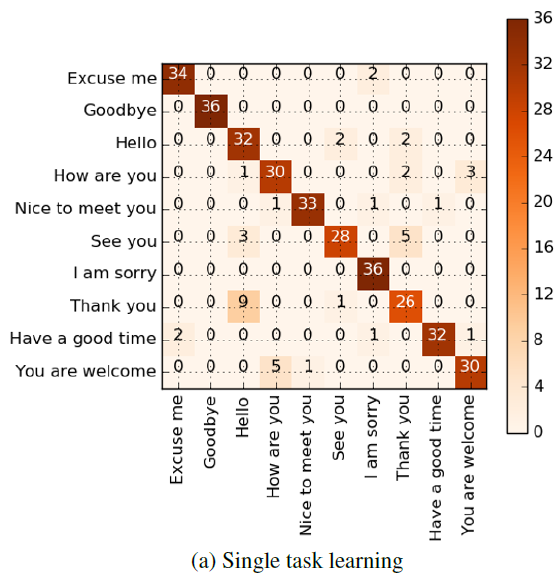 Excuse me 34 0 0 0 0 0 2 0 0 0
Goodbye 0 36 0 0 0 0 0 0 0 0
Hello 0 0 32 0 0 2 0 2 0 0
How are you 0 0 1 30 0 0 0 2 0 3
Nice to meet you 0 0 0 1 33 0 1 0 1 0
See you 0 0 3 0 0 28 0 5 0 0
I am sorry 0 0 0 0 0 0 36 0 0 0
Thank you 0 0 9 0 0 1 0 26 0 0
Have a good time 2 0 0 0 0 0 1 0 32 1
You are welcome 0 0 0 5 1 0 0 0 0 30
Excuse me
Goodbye
Hello
How are you
Nice to meet you
See you
I am sorry
Thank you
Have a good time
You are welcome
36
32
28
24
20
16
12
8
4
0
(a) Single task learning